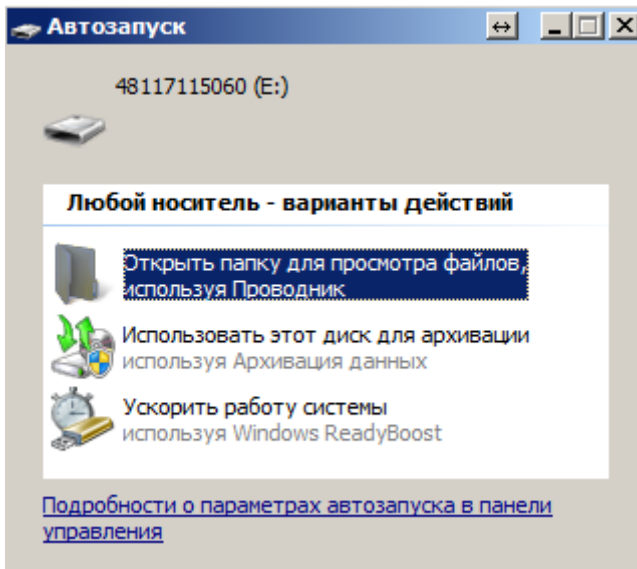 Автозапуск
48117115060 (E:)
Любой носитель - варианты действий
Открыть папку для просмотра файлов,
используя Проводник
Использовать этот диск для архивации
используя Архивация данных
Ускорить работу системы
используя Windows ReadyBoost
Подробности о параметрах автозапуска в панели
управления